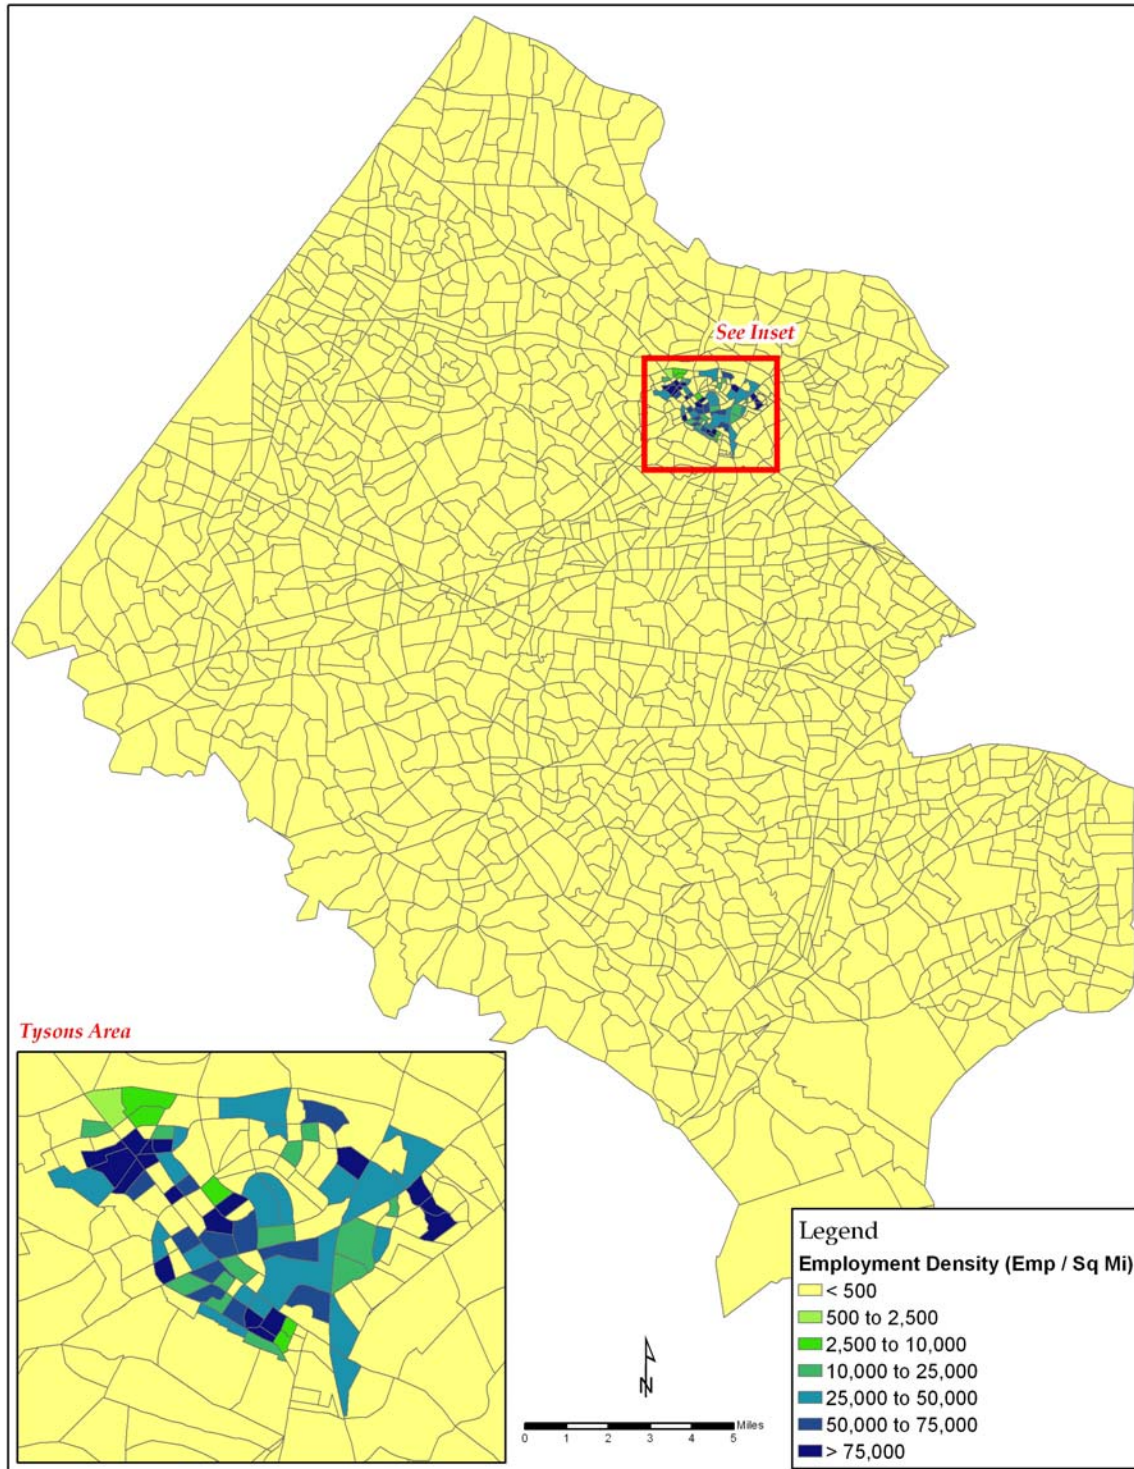 See Inset
Tysons Area
Legend
Employment Density (Emp / Sq Mi)
< 500
500 to 2,500
2,500 to 10,000
10,000 to 25,000
25,000 to 50,000
50,000 to 75,000
> 75,000
N
Miles
0 1 2 3 4 5